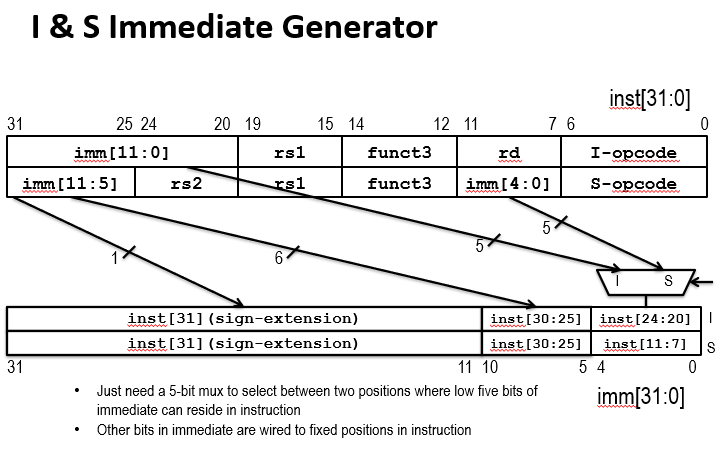 I & S Immediate Generator
inst[31:0]
31 25 24 20 19 15 14 12 11 7 6 0
imm[11:0] rs1 funct3 rd I-opcode
imm[11:5] rs2 rs1 funct3 imm[4:0] S-opcode
1 6 5 5
I S
inst[31](sign-extension) inst[30:25] inst[24:20] I
inst[31](sign-extension) inst[30:25] inst[11:7] S
31 11 10 5 4 0
imm[31:0]
• Just need a 5-bit mux to select between two positions where low five bits of
immediate can reside in instruction
• Other bits in immediate are wired to fixed positions in instruction